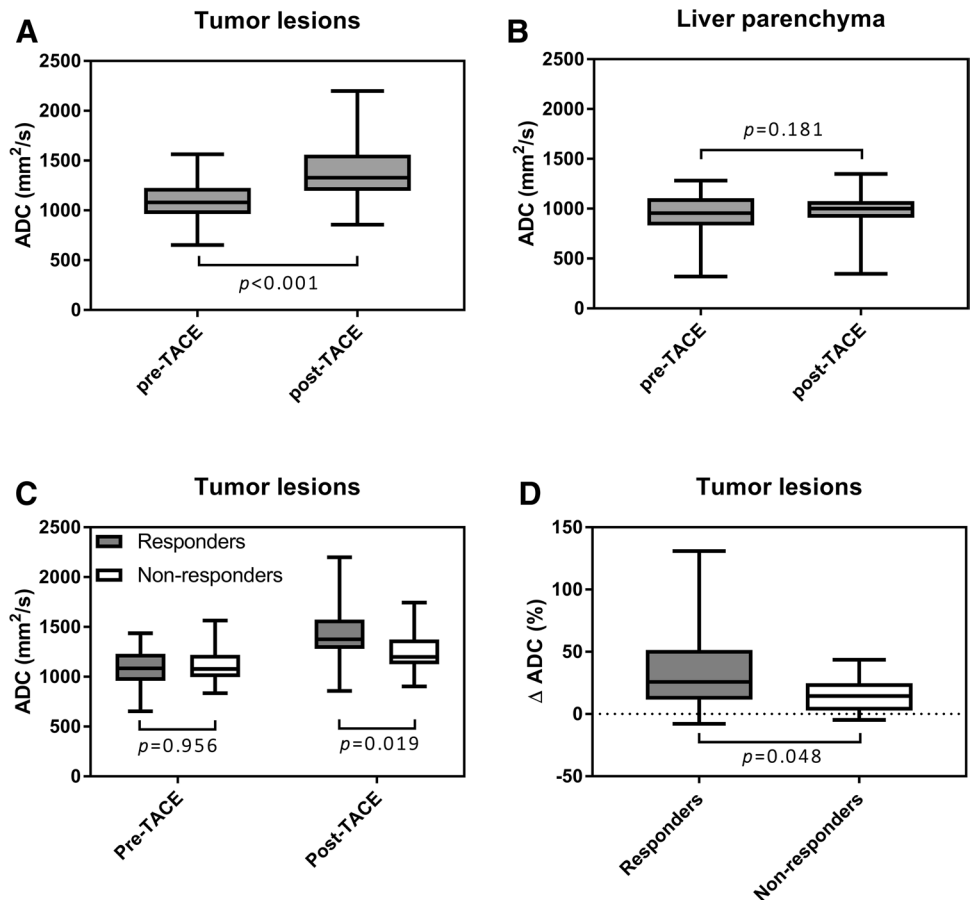 A
Tumor lesions
ADC (mm²/s)
2500
2000
1500
1000
500
0
p<0.001
pre-TACE
post-TACE
B
Liver parenchyma
ADC (mm²/s)
2500
2000
1500
1000
500
0
p=0.181
pre-TACE
post-TACE
C
Tumor lesions
ADC (mm²/s)
2500
2000
1500
1000
500
0
Responders
Non-responders
p=0.956
p=0.019
Pre-TACE
Post-TACE
D
Tumor lesions
Δ ADC (%)
150
100
50
0
-50
p=0.048
Responders
Non-responders